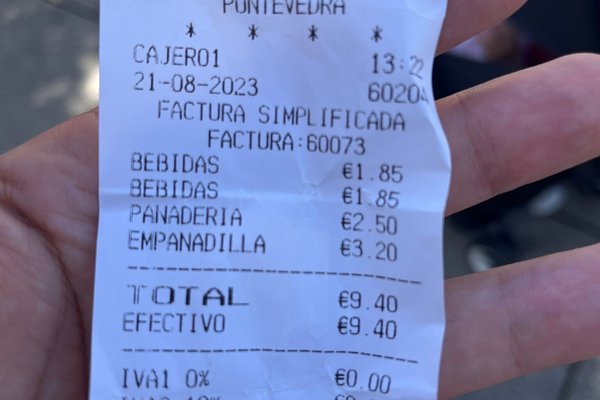 PONTEVEDRA
* * * *
CAJERO1 13:22
21-08-2023 6020
FACTURA SIMPLIFICADA
FACTURA:60073
BEBIDAS €1.85
BEBIDAS €1.85
PANADERIA €2.50
EMPANADILLA €3.20
TOTAL €9.40
EFECTIVO €9.40
IVA1 0% €0.00